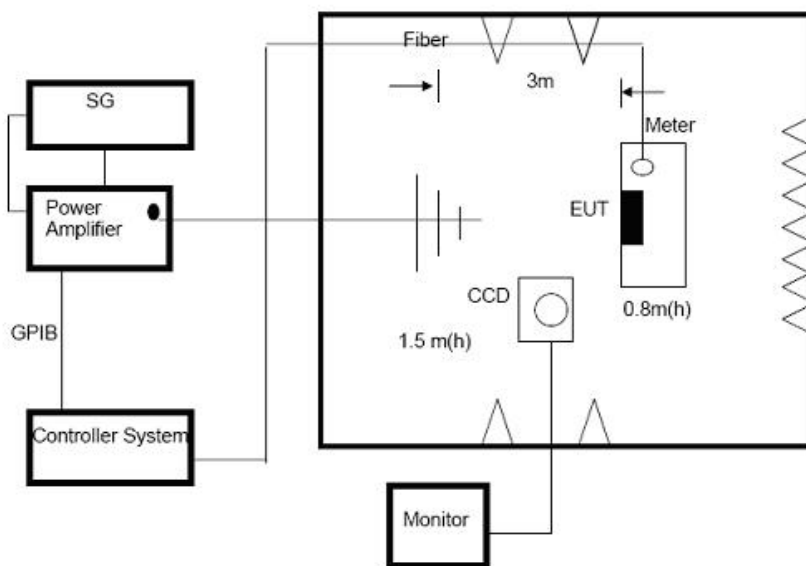 SG
Power
Amplifier
GPIB
Controller System
Fiber
3m
Meter
EUT
CCD
0.8m(h)
1.5 m(h)
Monitor